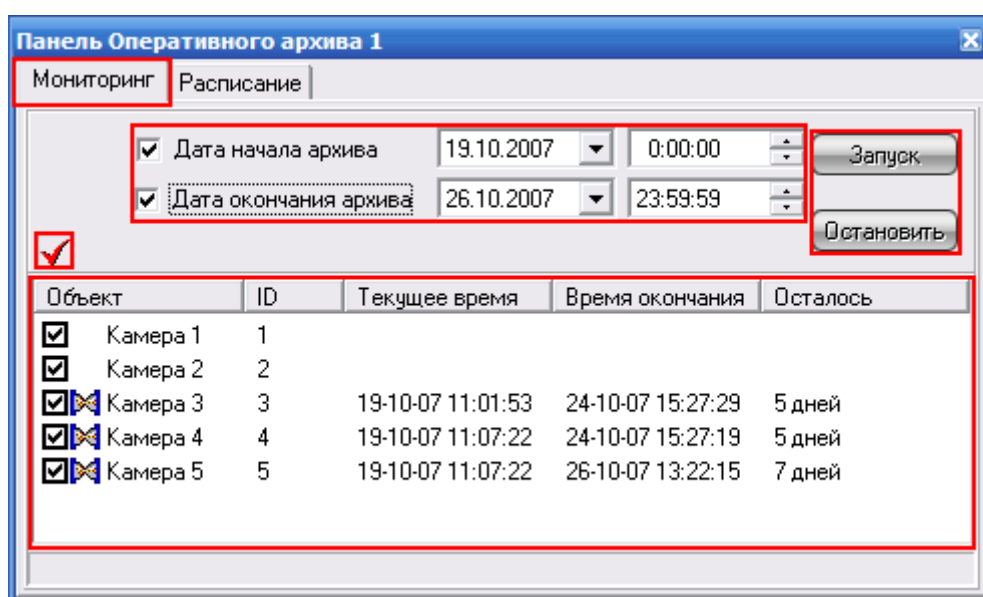 Панель Оперативного архива 1
Мониторинг Расписание
Дата начала архива 19.10.2007 0:00:00 Запуск
Дата окончания архива 26.10.2007 23:59:59
Остановить
Объект ID Текущее время Время окончания Осталось
Камера 1 1
Камера 2 2
Камера 3 3 19-10-07 11:01:53 24-10-07 15:27:29 5 дней
Камера 4 4 19-10-07 11:07:22 24-10-07 15:27:19 5 дней
Камера 5 5 19-10-07 11:07:22 26-10-07 13:22:15 7 дней